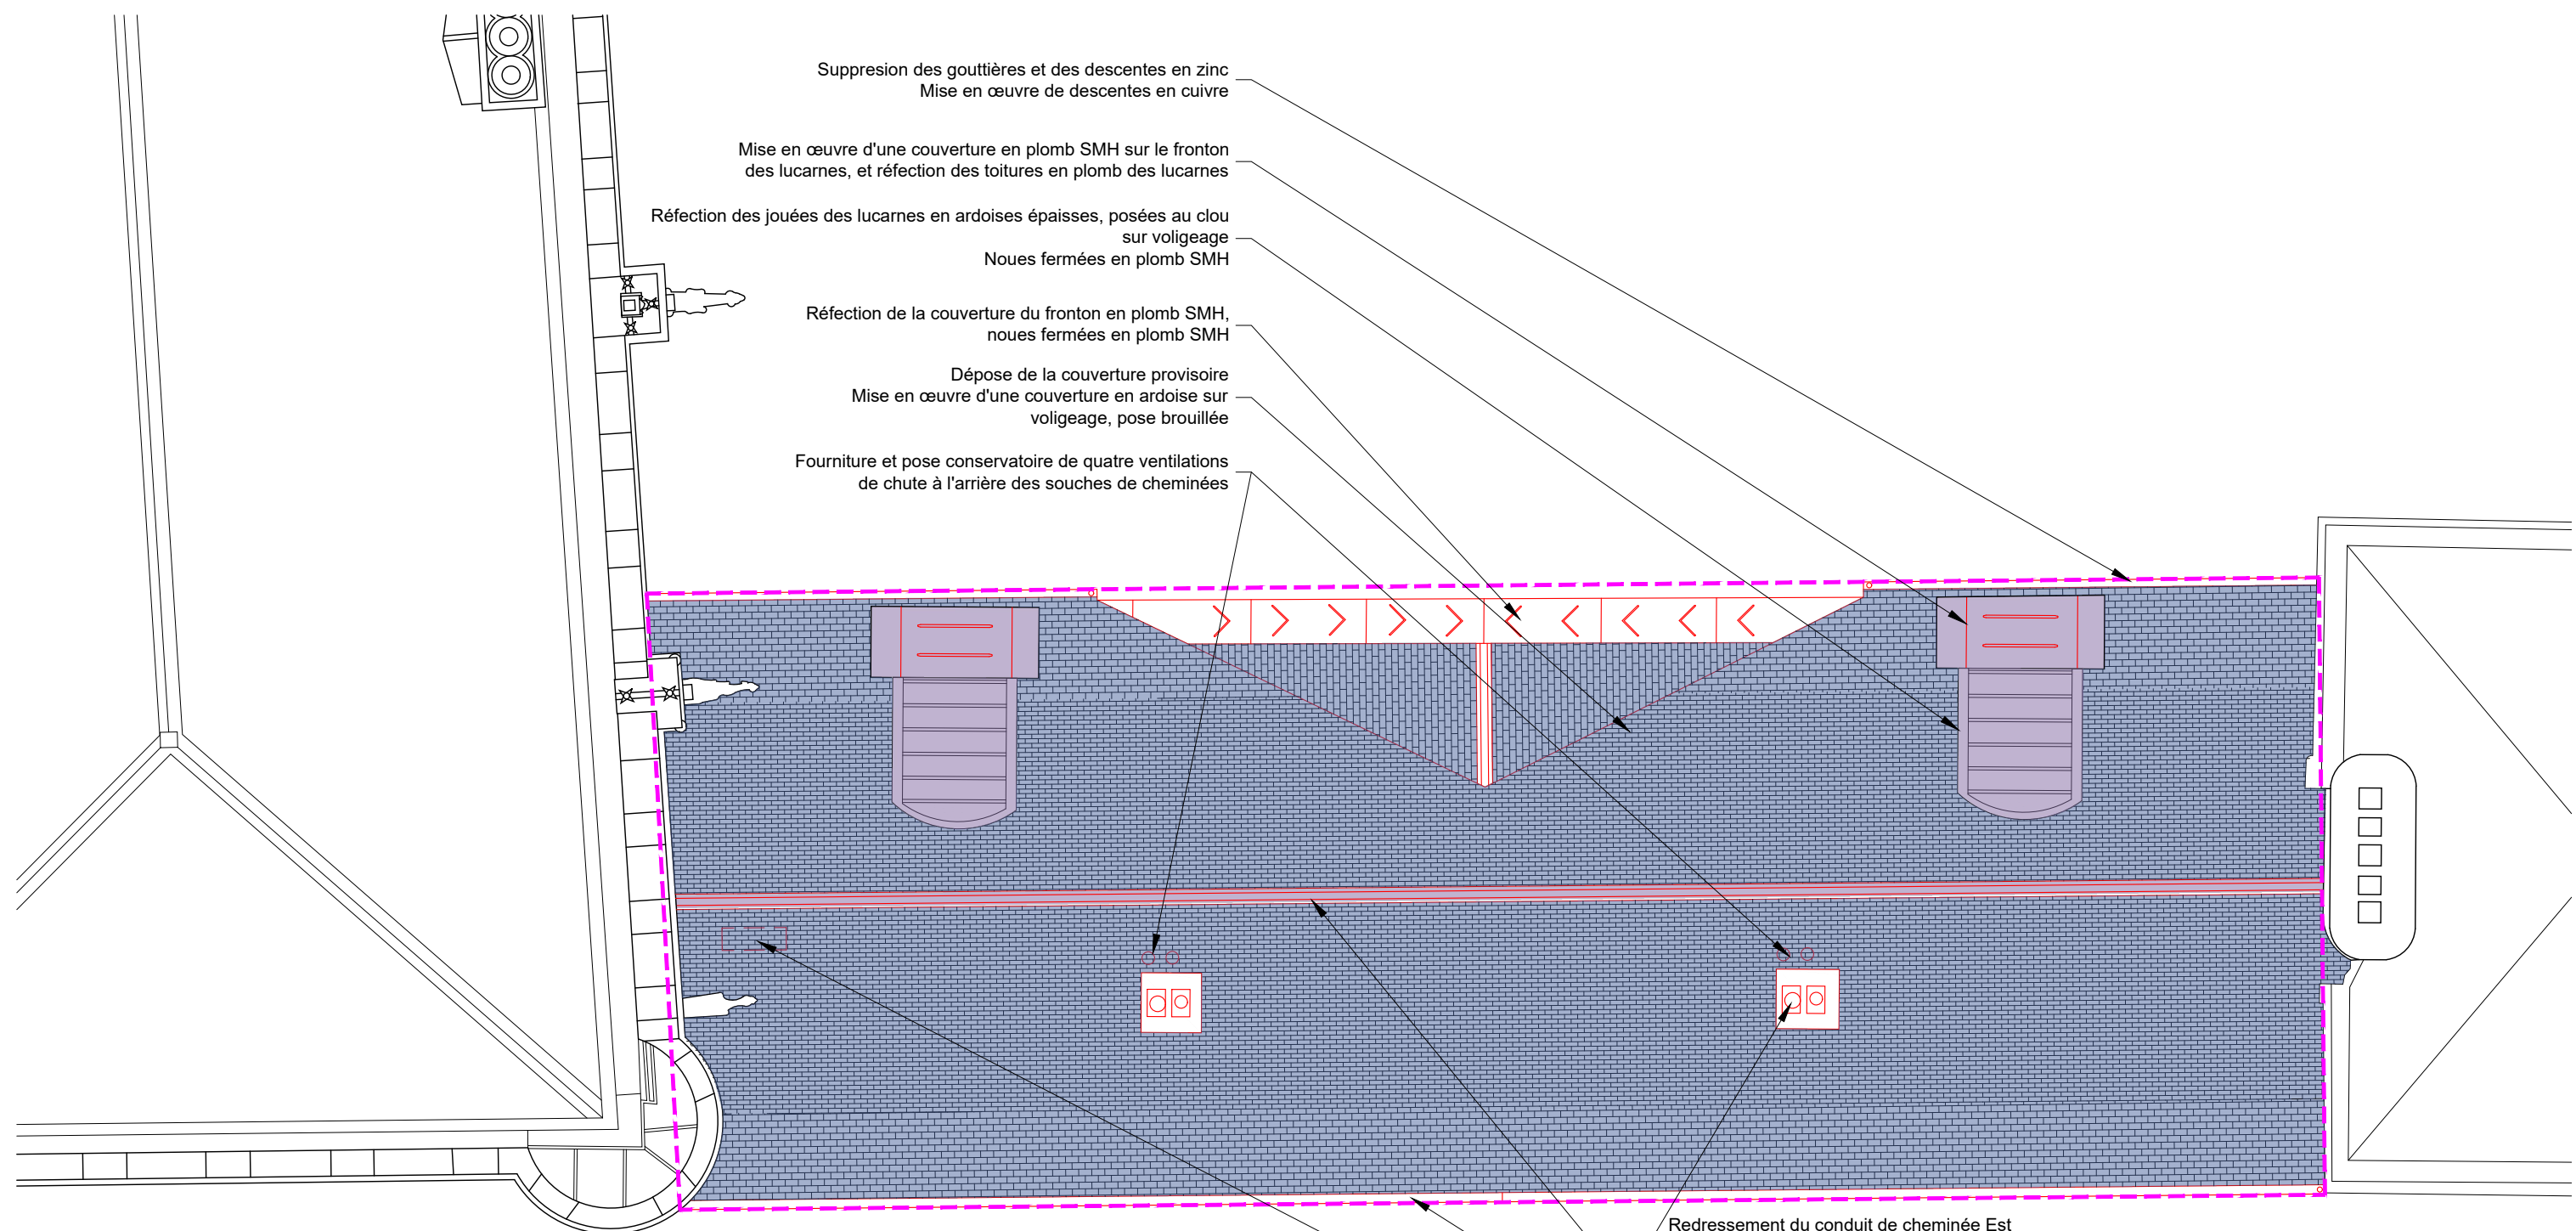 Suppresion des gouttières et des descentes en zinc
Mise en œuvre de descentes en cuivre
Mise en œuvre d'une couverture en plomb SMH sur le fronton
des lucarnes, et réfection des toitures en plomb des lucarnes
Réfection des jouées des lucarnes en ardoises épaisses, posées au clou
sur voligeage
Noues fermées en plomb SMH
Réfection de la couverture du fronton en plomb SMH,
noues fermées en plomb SMH
Dépose de la couverture provisoire
Mise en œuvre d'une couverture en ardoise sur
voligeage, pose brouillée
Fourniture et pose conservatoire de quatre ventilations
de chute à l'arrière des souches de cheminées
Redressement du conduit de cheminée Est